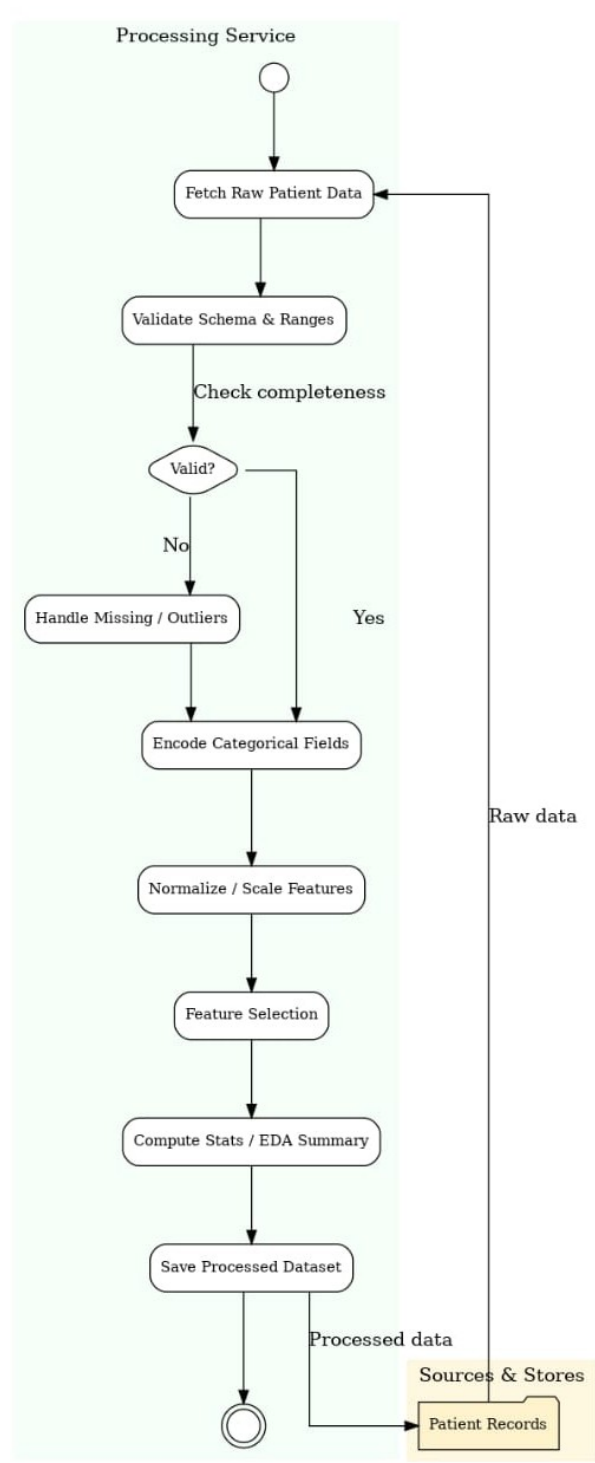 Processing Service
Fetch Raw Patient Data
Validate Schema & Ranges
Check completeness
Valid?
No
Handle Missing / Outliers
Yes
Encode Categorical Fields
Raw data
Normalize / Scale Features
Feature Selection
Compute Stats / EDA Summary
Save Processed Dataset
Processed data
Sources & Stores
Patient Records